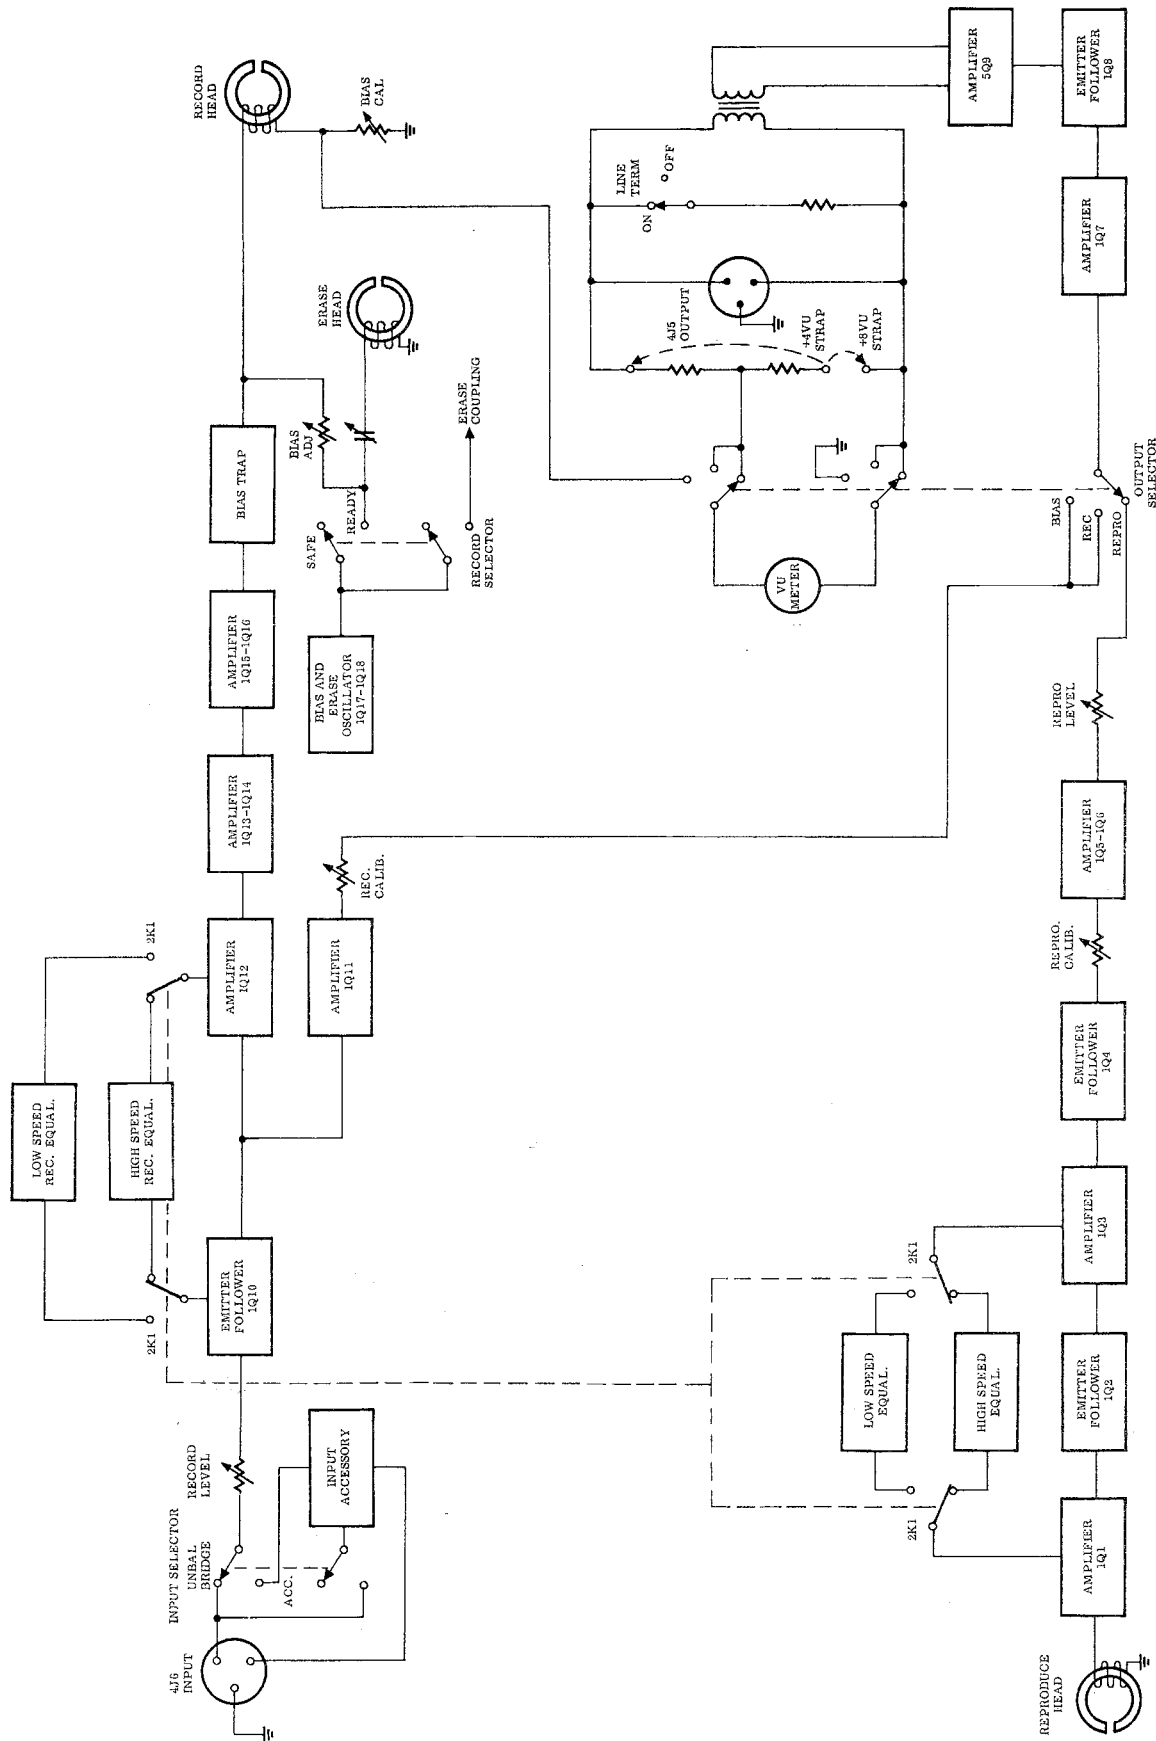 4J6
INPUT
INPUT SELECTOR
UNBAL
BRIDGE
ACC.
RECORD
LEVEL
INPUT
ACCESSORY
2K1
EMITTER
FOLLOWER
1Q10
LOW SPEED
REC. EQUAL.
HIGH SPEED
REC. EQUAL.
2K1
AMPLIFIER
1Q12
AMPLIFIER
1Q11
REC.
CALIB.
AMPLIFIER
1Q13-1Q14
AMPLIFIER
1Q15-1Q16
BIAS AND
ERASE
OSCILLATOR
1Q17-1Q18
SAFE
READY
RECORD
SELECTOR
BIAS TRAP
BIAS
ADJ
ERASE
COUPLING
ERASE
HEAD
RECORD
HEAD
BIAS
CAL
REPRODUCE
HEAD
AMPLIFIER
1Q1
2K1
EMITTER
FOLLOWER
1Q2
LOW SPEED
EQUAL.
HIGH SPEED
EQUAL.
2K1
AMPLIFIER
1Q3
EMITTER
FOLLOWER
1Q4
REPRO.
CALIB.
AMPLIFIER
1Q5-1Q6
REPRO
LEVEL
BIAS
REC
REPRO
OUTPUT
SELECTOR
VU
METER
4J5
OUTPUT
+4VU
STRAP
+8VU
STRAP
LINE
TERM
ON
OFF
AMPLIFIER
1Q7
EMITTER
FOLLOWER
1Q8
AMPLIFIER
5Q9